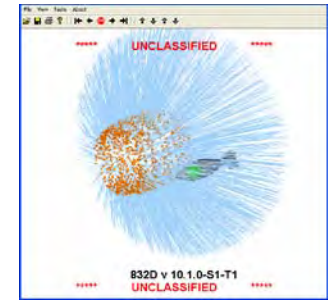 File View Tools About
***** UNCLASSIFIED *****
832D v 10.1.0-S1-T1
***** UNCLASSIFIED *****